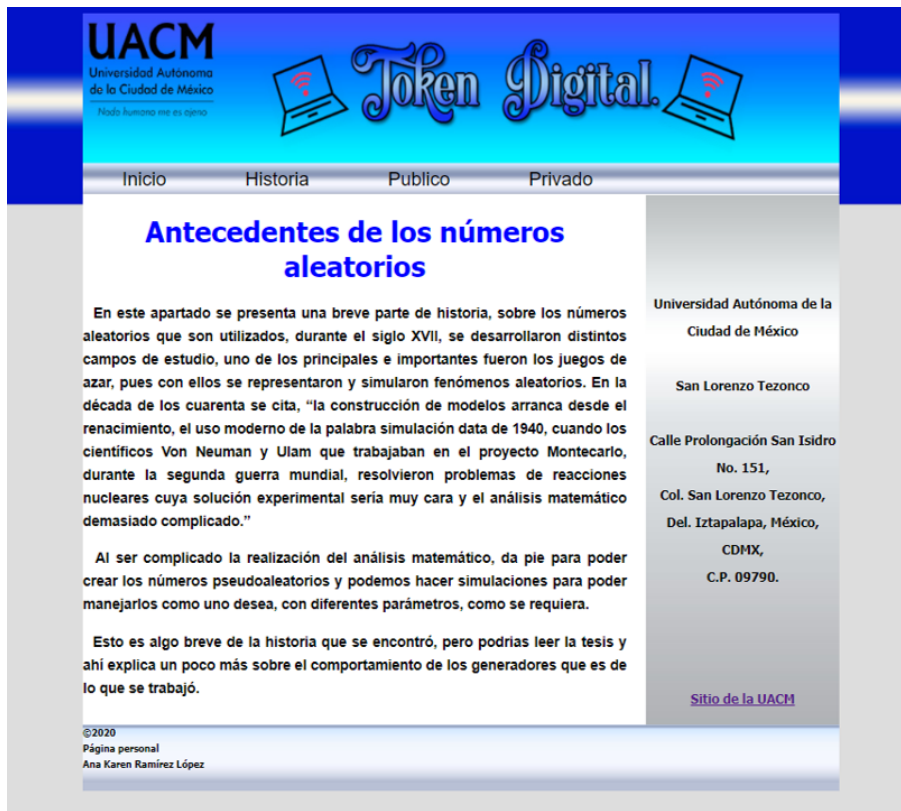 UACM
Universidad Autónoma
de la Ciudad de México
Nada humano me es ajeno
Token Digital.
Inicio Historia Publico Privado
Antecedentes de los números
aleatorios
En este apartado se presenta una breve parte de historia, sobre los números
aleatorios que son utilizados, durante el siglo XVII, se desarrollaron distintos
campos de estudio, uno de los principales e importantes fueron los juegos de
azar, pues con ellos se representaron y simularon fenómenos aleatorios. En la
década de los cuarenta se cita, “la construcción de modelos arranca desde el
renacimiento, el uso moderno de la palabra simulación data de 1940, cuando los
científicos Von Neuman y Ulam que trabajaban en el proyecto Montecarlo,
durante la segunda guerra mundial, resolvieron problemas de reacciones
nucleares cuya solución experimental sería muy cara y el análisis matemático
demasiado complicado.”
Al ser complicado la realización del análisis matemático, da pie para poder
crear los números pseudoaleatorios y podemos hacer simulaciones para poder
manejarlos como uno desea, con diferentes parámetros, como se requiera.
Esto es algo breve de la historia que se encontró, pero podrias leer la tesis y
ahí explica un poco más sobre el comportamiento de los generadores que es de
lo que se trabajó.
Universidad Autónoma de la
Ciudad de México
San Lorenzo Tezonco
Calle Prolongación San Isidro
No. 151,
Col. San Lorenzo Tezonco,
Del. Iztapalapa, México,
CDMX,
C.P. 09790.
Sitio de la UACM
©2020
Página personal
Ana Karen Ramírez López